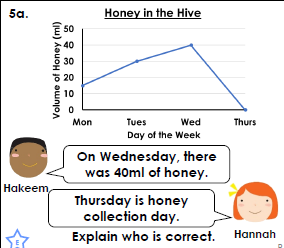 5a.
Honey in the Hive
Volume of Honey (ml)
50
40
30
20
10
0
Mon Tues Wed Thurs
Day of the Week
On Wednesday, there
was 40ml of honey.
Hakeem
Thursday is honey
collection day.
Hannah
Explain who is correct.
E